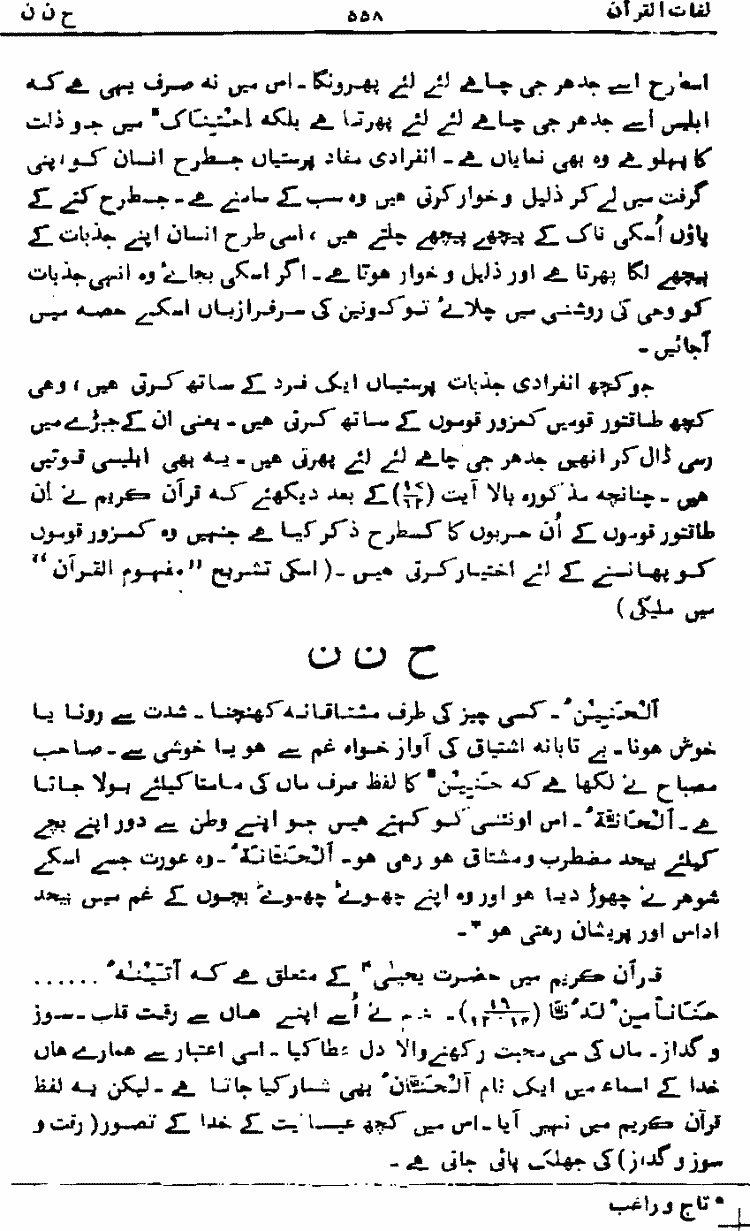 لغات القرآن ۵۵۸ ح ن ن
اسطرح اسے جدھر جی چاہے لئے لئے پھرونگا۔ اس میں نہ صرف یہی ہے کہ
ابلیس اسے جدھر جی چاہے لئے لئے پھرتا ہے بلکہ اِحْتِنَاکٌ میں جو ذلت
کا پہلو ہے وہ بھی نمایاں ہے۔ انفرادی مفاد پرستیاں جسطرح انسان کو اپنی
گرفت میں لے کر ذلیل و خوار کرتی ہیں وہ سب کے سامنے ہے۔ جسطرح کتے کے
پاؤں اُسکی ناک کے پیچھے پیچھے چلتے ہیں، اسی طرح انسان اپنے جذبات کے
پیچھے لگا پھرتا ہے اور ذلیل و خوار ہوتا ہے۔ اگر اسکی بجائے وہ انہی جذبات
کو وحی کی روشنی میں چلائے تو کونین کی سرفرازیاں اسکے حصہ میں
آجائیں۔
جو کچھ انفرادی جذبات پرستیاں ایک فرد کے ساتھ کرتی ہیں، وہی
کچھ طاقتور قومیں کمزور قوموں کے ساتھ کرتی ہیں۔ یعنی ان کے جبڑے میں
رسی ڈال کر انھیں جدھر جی چاہے لئے لئے پھرتی ہیں۔ یہ بھی ابلیسی قوتیں
ہیں۔ چنانچہ مذکورہ بالا آیت (۱۷/۶۲) کے بعد دیکھئے کہ قرآن کریم نے ان
طاقتور قوموں کے اُن حربوں کا کسطرح ذکر کیا ہے جنہیں وہ کمزور قوموں
کو پھانسنے کے لئے اختیار کرتی ہیں۔ (اسکی تشریح ”مفہوم القرآن“
میں ملیگی)
ح ن ن
اَلْحَنِیْنُ۔ کسی چیز کی طرف مشتاقانہ کھنچنا۔ شدت سے رونا یا
خوش ہونا۔ بے تابانہ اشتیاق کی آواز خواہ غم سے ہو یا خوشی سے۔ صاحب
مصباح نے لکھا ہے کہ حَنِیْنٌ کا لفظ صرف ماں کی مامتا کیلئے بولا جاتا
ہے۔ اَلْحَانَّۃُ۔ اس اونٹنی کو کہتے ہیں جو اپنے وطن سے دور اپنے بچے
کیلئے بیحد مضطرب و مشتاق ہو رہی ہو۔ اَلْحَنَّانَۃُ۔ وہ عورت جسے اسکے
شوہر نے چھوڑ دیا ہو اور وہ اپنے چھوٹے چھوٹے بچوں کے غم میں بیحد
اداس اور پریشان رہتی ہو*۔
قرآن کریم میں حضرت یحییٰؑ کے متعلق ہے کہ آتَیْنٰہُ ......
حَنَاناً مِنْ لَدُنَّا (۱۹/۱۲-۱۳)۔ ہم نے اُسے اپنے ہاں سے رقیت قلب۔ سوز
و گداز۔ ماں کی سی محبت رکھنے والا دل عطا کیا۔ اسی اعتبار سے ہمارے ہاں
خدا کے اسماء میں ایک نام اَلْحَنَّانُ بھی شمار کیا جاتا ہے۔ لیکن یہ لفظ
قرآن کریم میں نہیں آیا۔ اس میں کچھ عیسائیت کے خدا کے تصور (رقت و
سوز و گداز) کی جھلک پائی جاتی ہے۔
* تاج و راغب